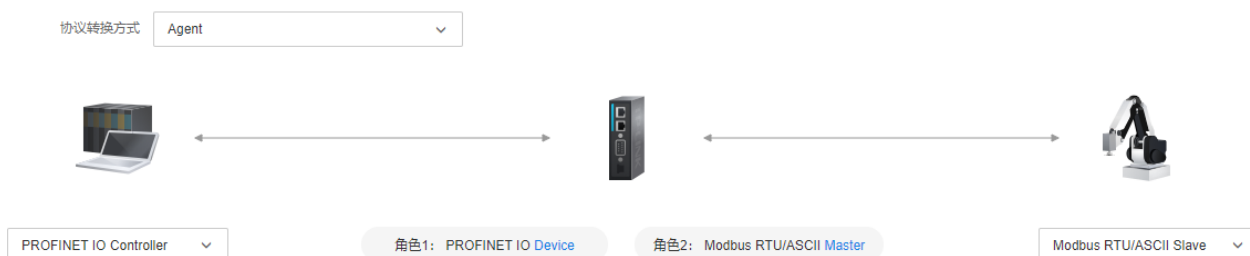 协议转换方式 Agent
PROFINET IO Controller 角色1： PROFINET IO Device 角色2： Modbus RTU/ASCII Master Modbus RTU/ASCII Slave